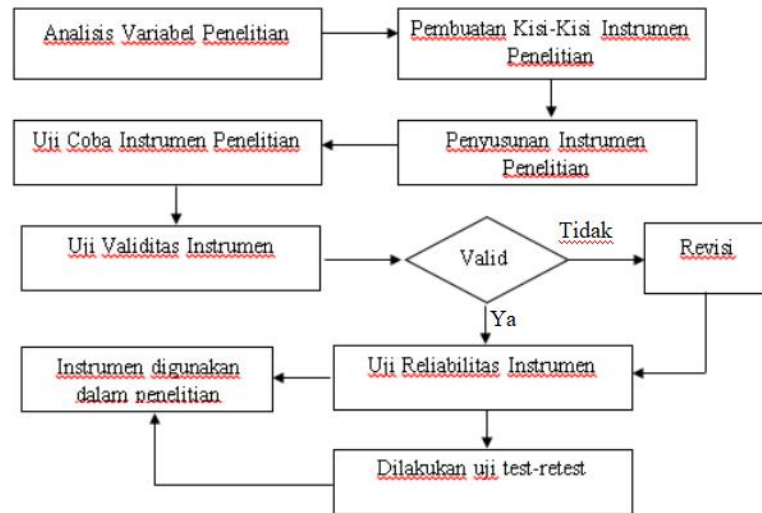 Analisis Variabel Penelitian
Pembuatan Kisi-Kisi Instrumen
Penelitian
Uji Coba Instrumen Penelitian
Penyusunan Instrumen
Penelitian
Uji Validitas Instrumen
Valid
Tidak
Revisi
Ya
Instrumen digunakan
dalam penelitian
Uji Reliabilitas Instrumen
Dilakukan uji test-retest